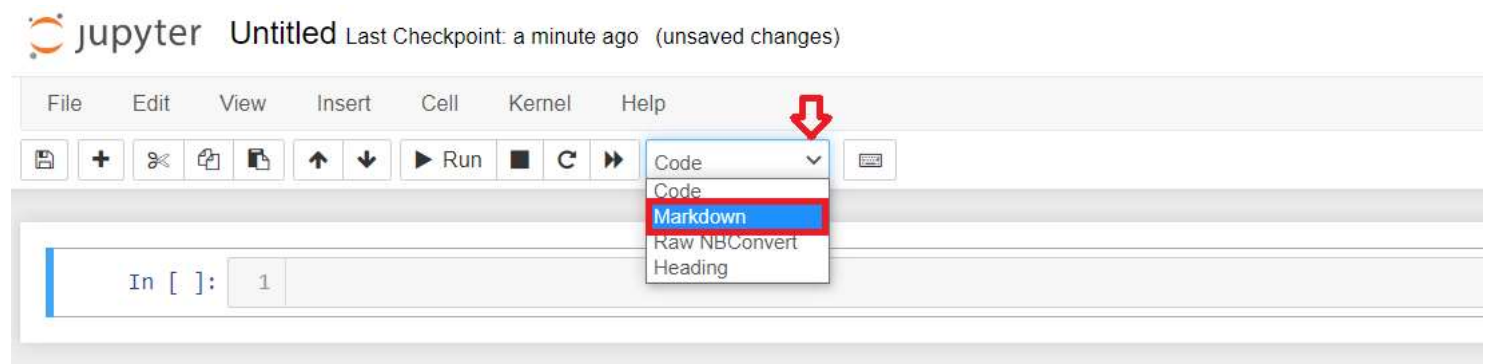 jupyter Untitled Last Checkpoint: a minute ago (unsaved changes)
File Edit View Insert Cell Kernel Help
Run Code
Code
Markdown
Raw NBConvert
Heading
In [ ]: 1